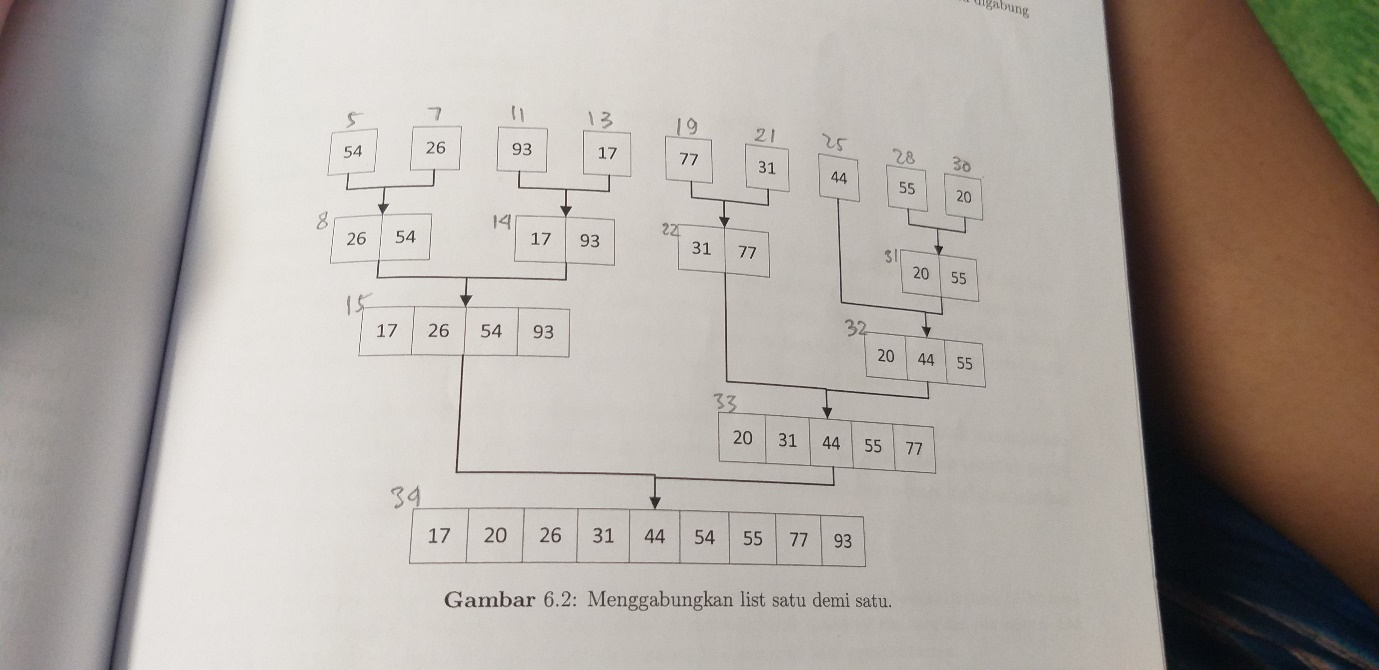 digabung
5 7 11 13 19 21 25 28 30
54 26 93 17 77 31 44 55 20
8 26 54 14 17 93 22 31 77 31 20 55
15 17 26 54 93
32 20 44 55
33 20 31 44 55 77
34 17 20 26 31 44 54 55 77 93
Gambar 6.2: Menggabungkan list satu demi satu.